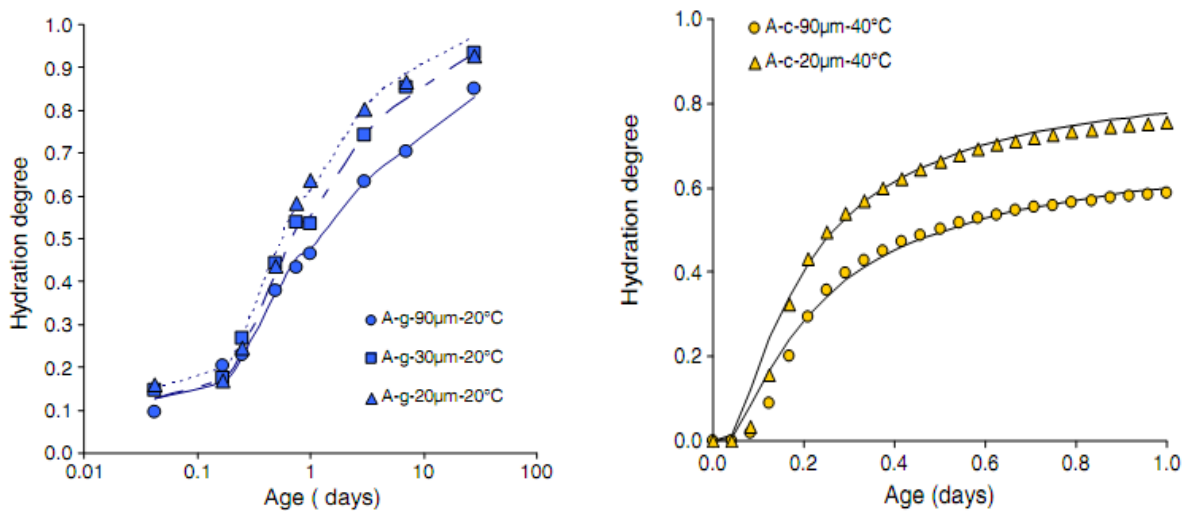 1.0
0.9
0.8
0.7
0.6
0.5
0.4
0.3
0.2
0.1
0.0
Hydration degree
A-g-90µm-20°C
A-g-30µm-20°C
A-g-20µm-20°C
0.01 0.1 1 10 100
Age ( days)
1.0
0.8
0.6
0.4
0.2
0.0
Hydration degree
A-c-90µm-40°C
A-c-20µm-40°C
0.0 0.2 0.4 0.6 0.8 1.0
Age (days)